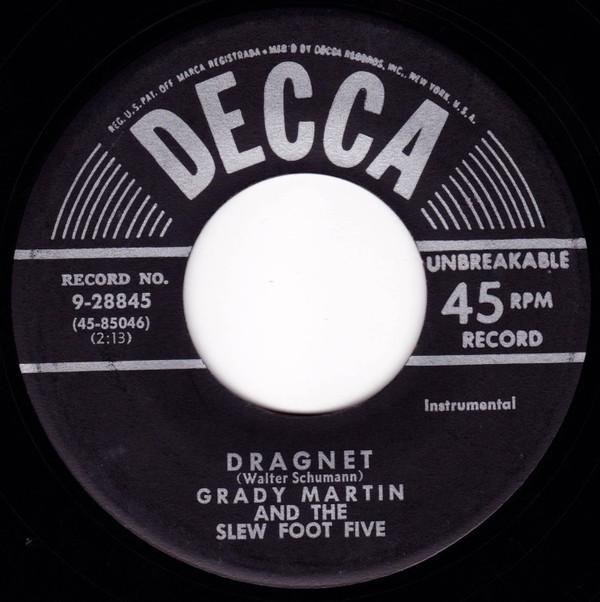 REG. U.S. PAT. OFF. MARCA REGISTRADA • M'F'D BY DECCA RECORDS, INC., NEW YORK, U.S.A.
DECCA
RECORD NO.
9-28845
(45-85046)
(2:13)
UNBREAKABLE
45 RPM
RECORD
Instrumental
DRAGNET
(Walter Schumann)
GRADY MARTIN
AND THE
SLEW FOOT FIVE